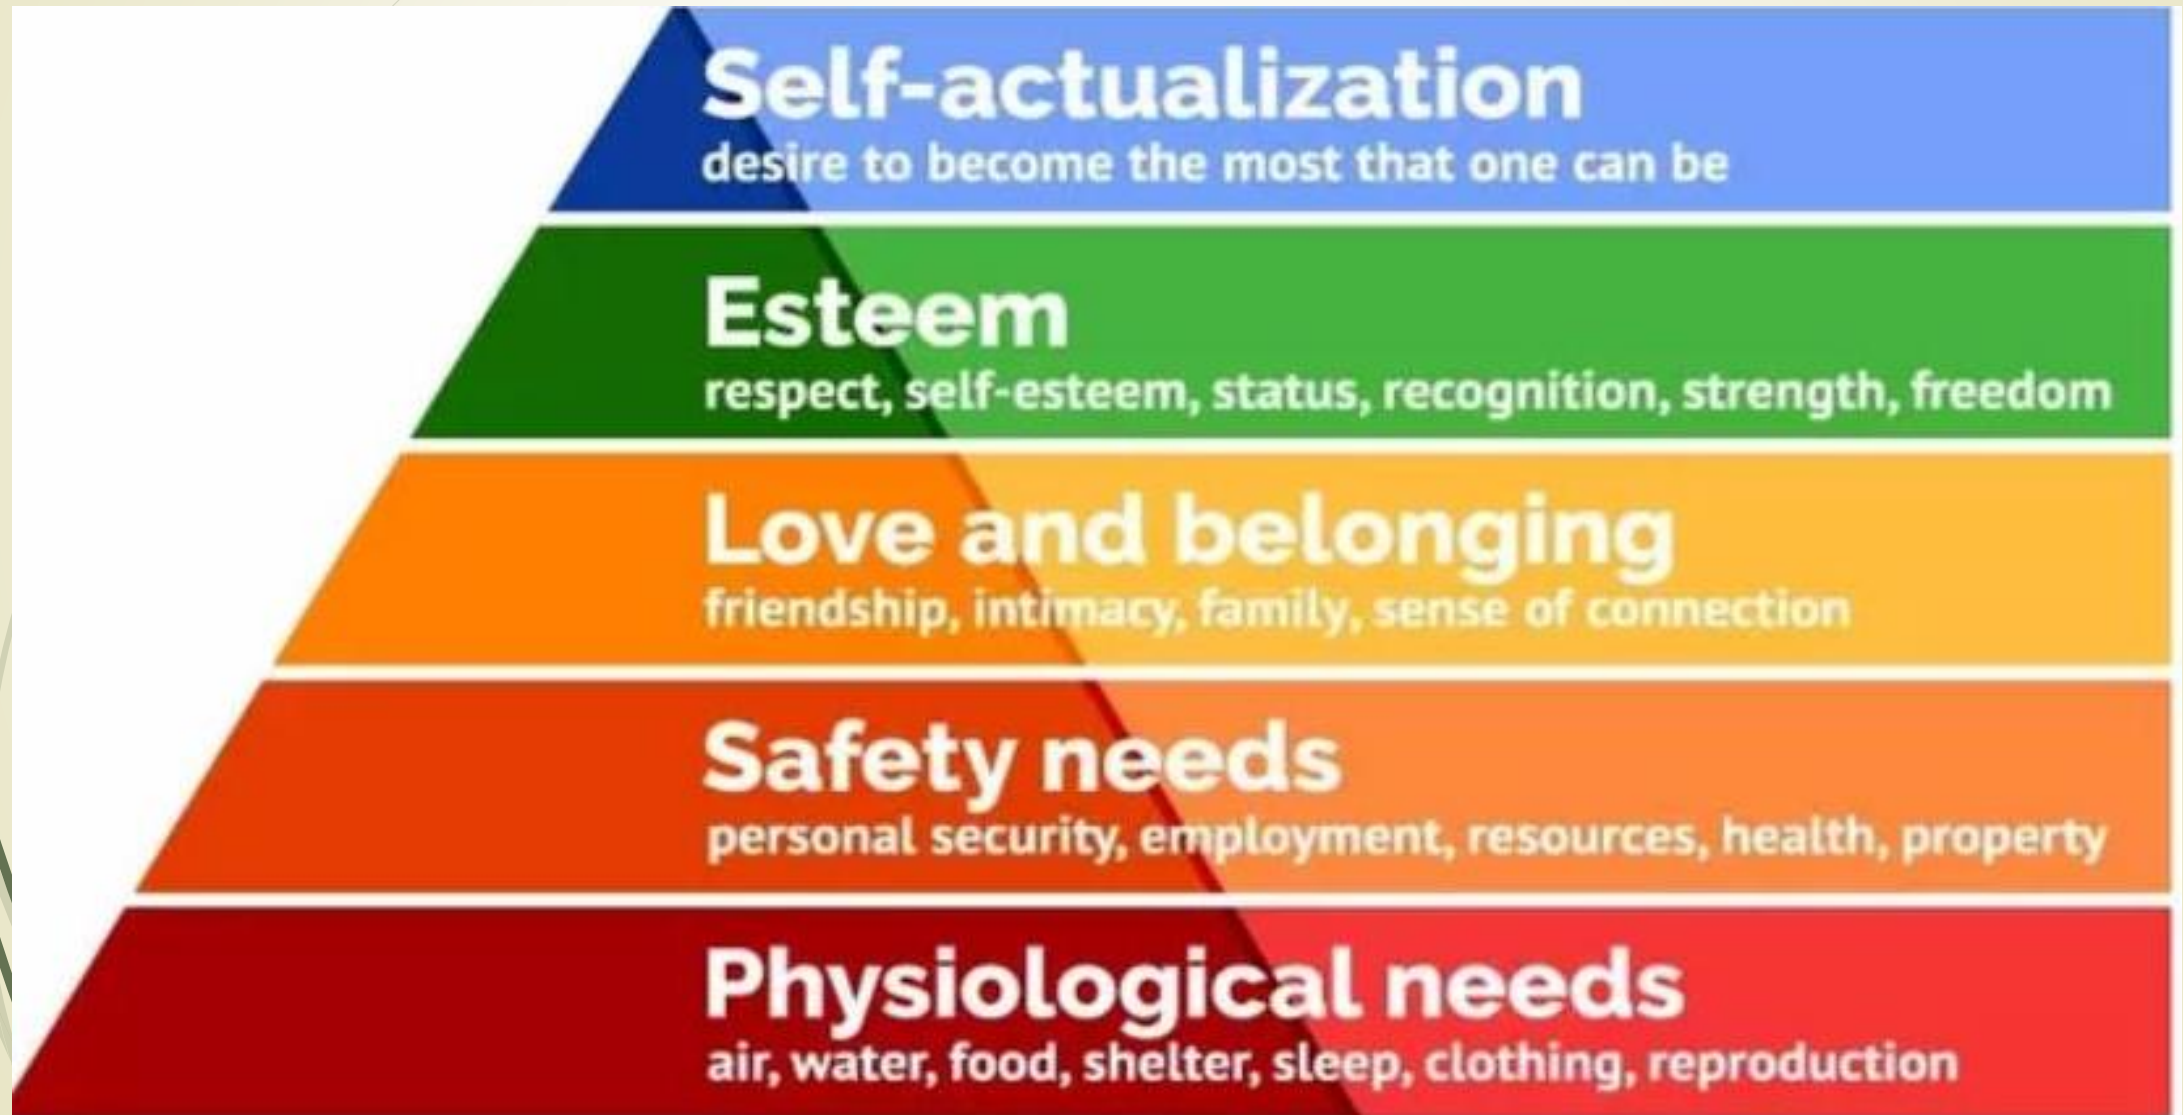 Self-actualization
desire to become the most that one can be
Esteem
respect, self-esteem, status, recognition, strength, freedom
Love and belonging
friendship, intimacy, family, sense of connection
Safety needs
personal security, employment, resources, health, property
Physiological needs
air, water, food, shelter, sleep, clothing, reproduction